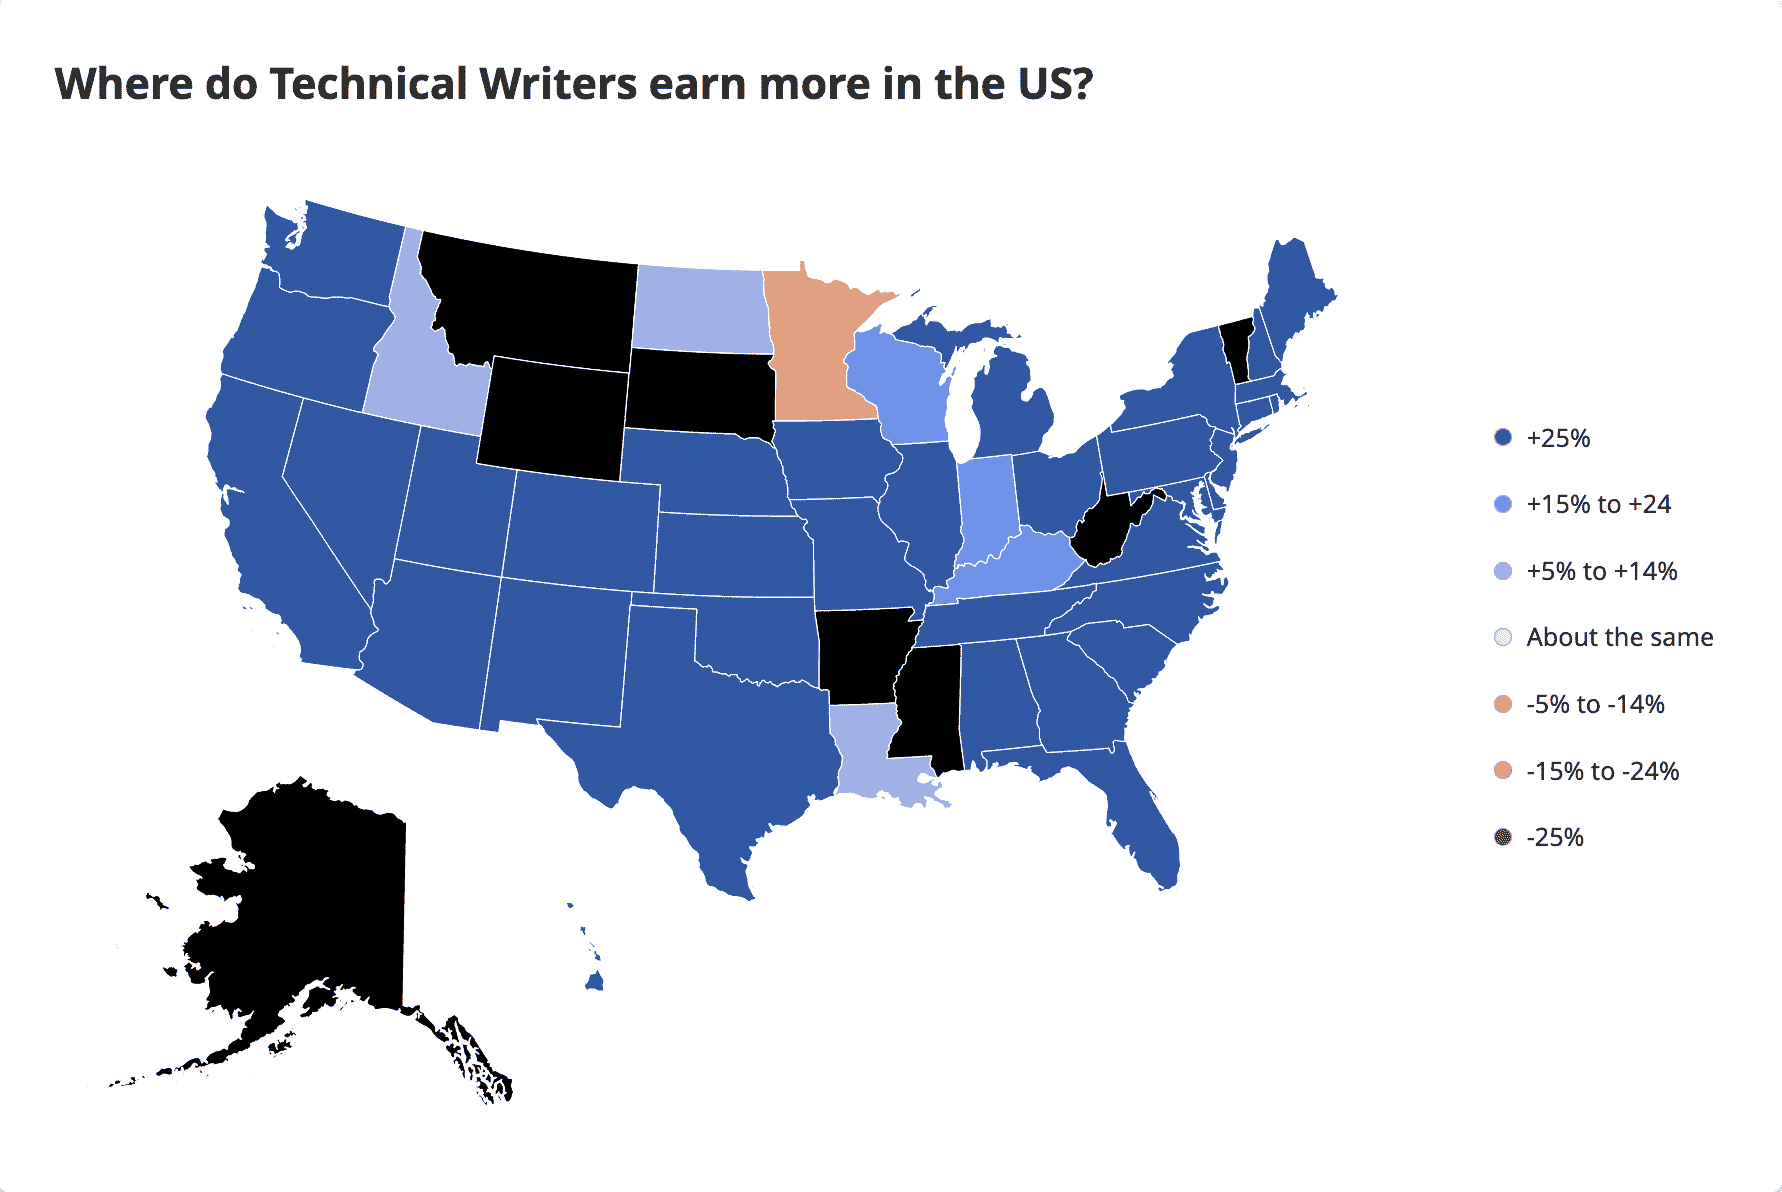 Where do Technical Writers earn more in the US?
+25%
+15% to +24
+5% to +14%
About the same
-5% to -14%
-15% to -24%
-25%